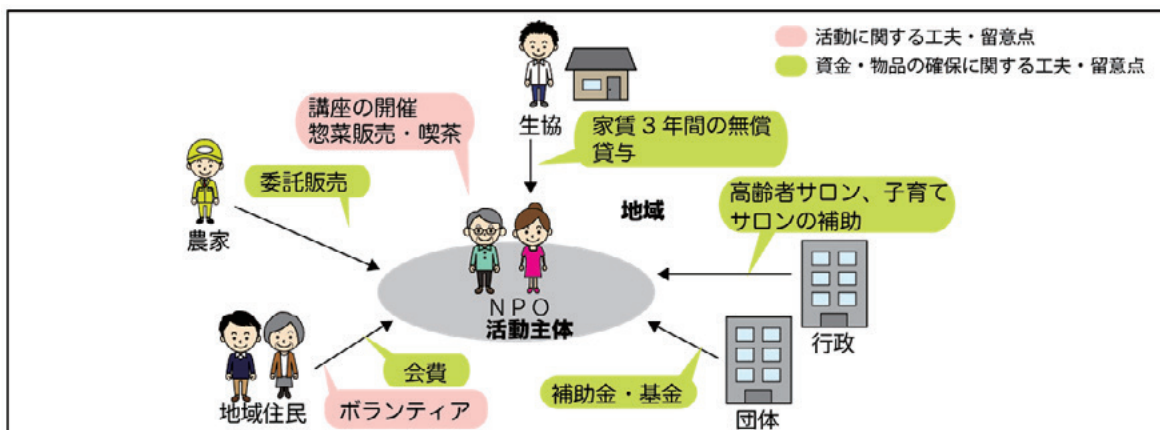 活動に関する工夫・留意点
資金・物品の確保に関する工夫・留意点
講座の開催
惣菜販売・喫茶
生協
家賃3年間の無償
貸与
委託販売
農家
地域
高齢者サロン、子育て
サロンの補助
NPO
活動主体
行政
会費
地域住民
ボランティア
補助金・基金
団体